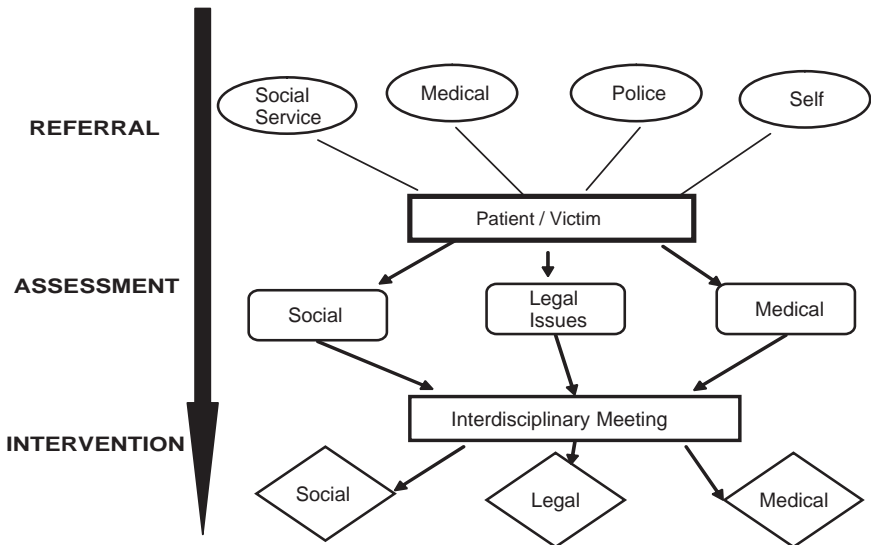 REFERRAL
Social
Service
Medical
Police
Self
Patient / Victim
ASSESSMENT
Social
Legal
Issues
Medical
Interdisciplinary Meeting
INTERVENTION
Social
Legal
Medical